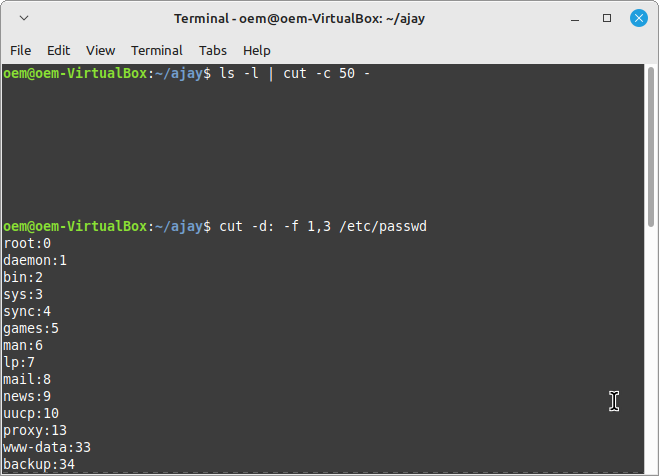 Terminal - oem@oem-VirtualBox: ~/ajay
File Edit View Terminal Tabs Help
oem@oem-VirtualBox:~/ajay$ ls -l | cut -c 50 -
oem@oem-VirtualBox:~/ajay$ cut -d: -f 1,3 /etc/passwd
root:0
daemon:1
bin:2
sys:3
sync:4
games:5
man:6
lp:7
mail:8
news:9
uucp:10
proxy:13
www-data:33
backup:34